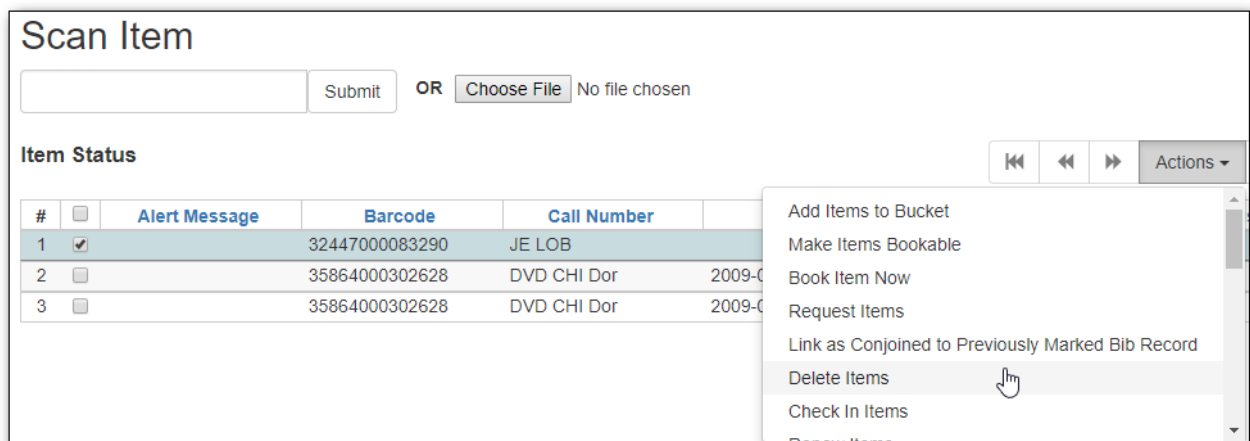 Scan Item
Submit OR Choose File No file chosen
Item Status
Actions
# Alert Message Barcode Call Number
1 32447000083290 JE LOB
2 35864000302628 DVD CHI Dor 2009-0
3 35864000302628 DVD CHI Dor 2009-0
Add Items to Bucket
Make Items Bookable
Book Item Now
Request Items
Link as Conjoined to Previously Marked Bib Record
Delete Items
Check In Items